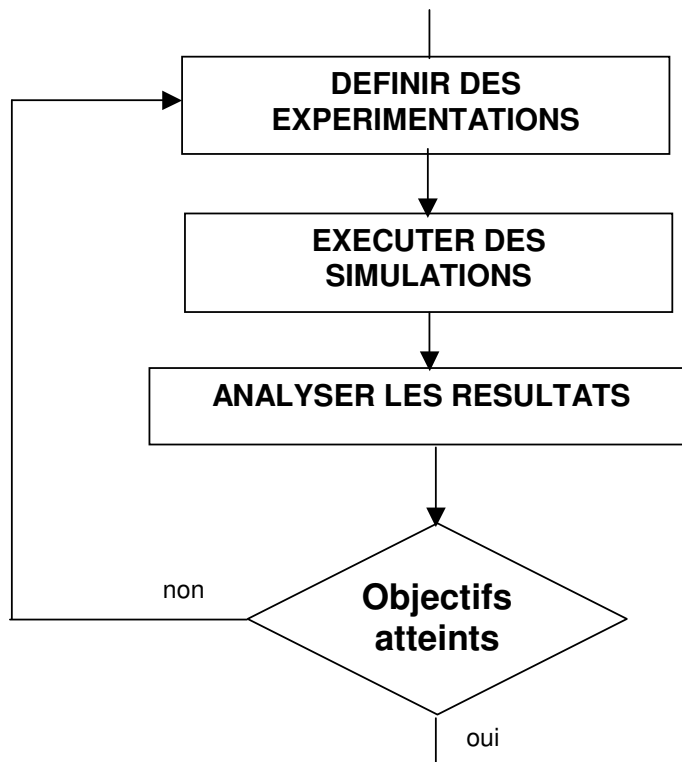 DEFINIR DES
EXPERIMENTATIONS
EXECUTER DES
SIMULATIONS
ANALYSER LES RESULTATS
non
Objectifs
atteints
oui